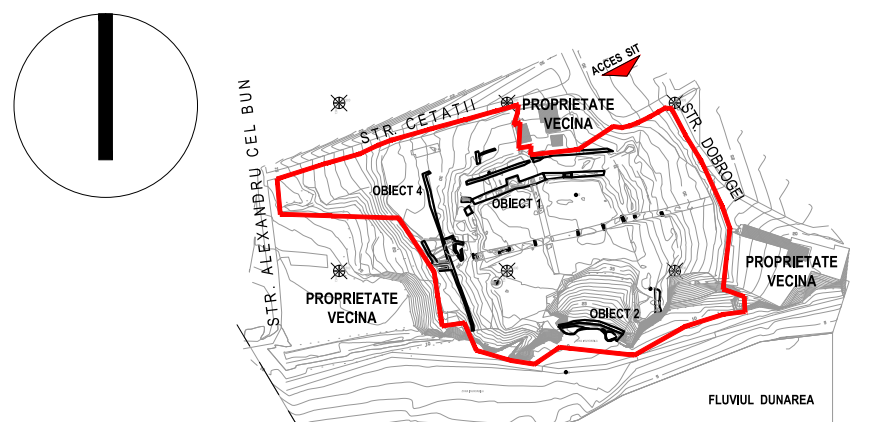 ACCES SIT
PROPRIETATE
VECINA
STR. CETATII
STR. DOBROGEI
STR. ALEXANDRU CEL BUN
OBIECT 4
OBIECT 1
PROPRIETATE
VECINA
PROPRIETATE
VECINA
OBIECT 2
FLUVIUL DUNAREA